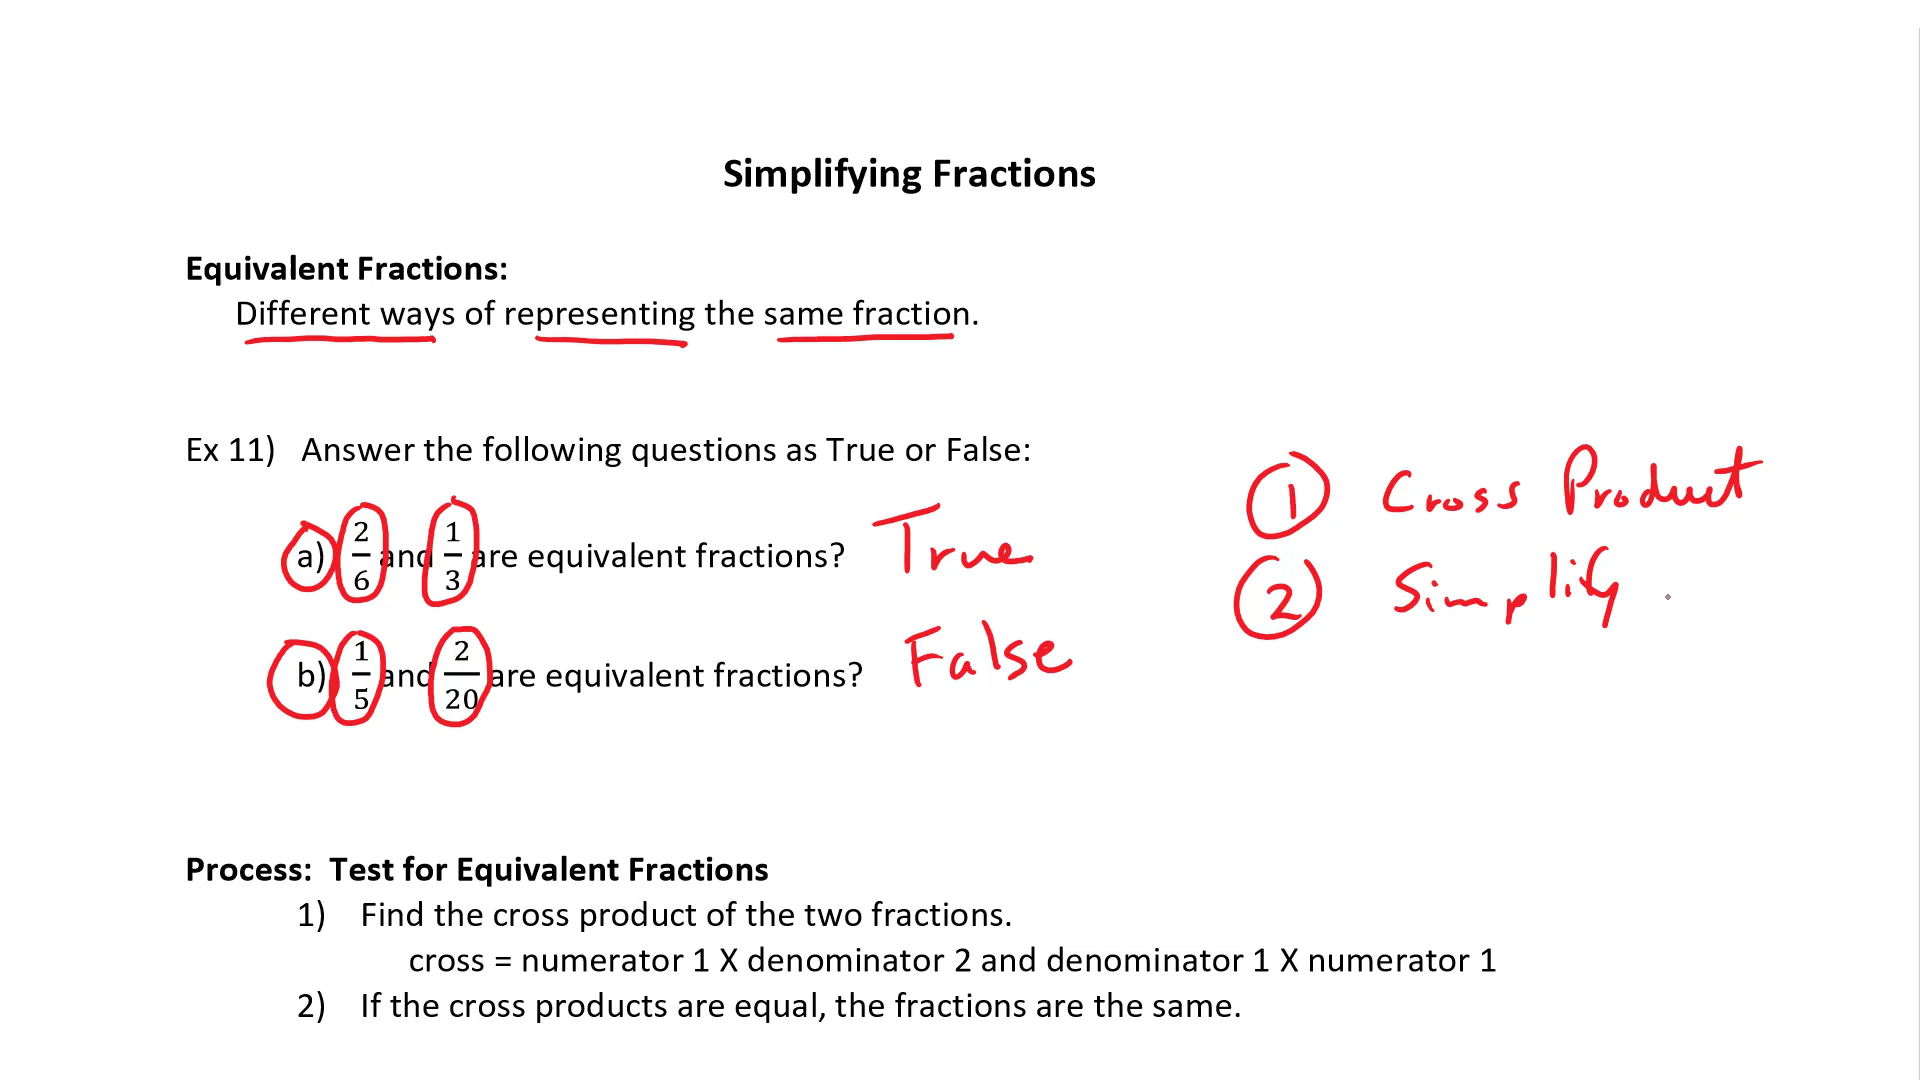 Simplifying Fractions
Equivalent Fractions:
Different ways of representing the same fraction.
Ex 11) Answer the following questions as True or False:
① Cross Product
a) 2/6 and 1/3 are equivalent fractions? True
② Simplify
b) 1/5 and 2/20 are equivalent fractions? False
Process: Test for Equivalent Fractions
1) Find the cross product of the two fractions.
cross = numerator 1 X denominator 2 and denominator 1 X numerator 1
2) If the cross products are equal, the fractions are the same.